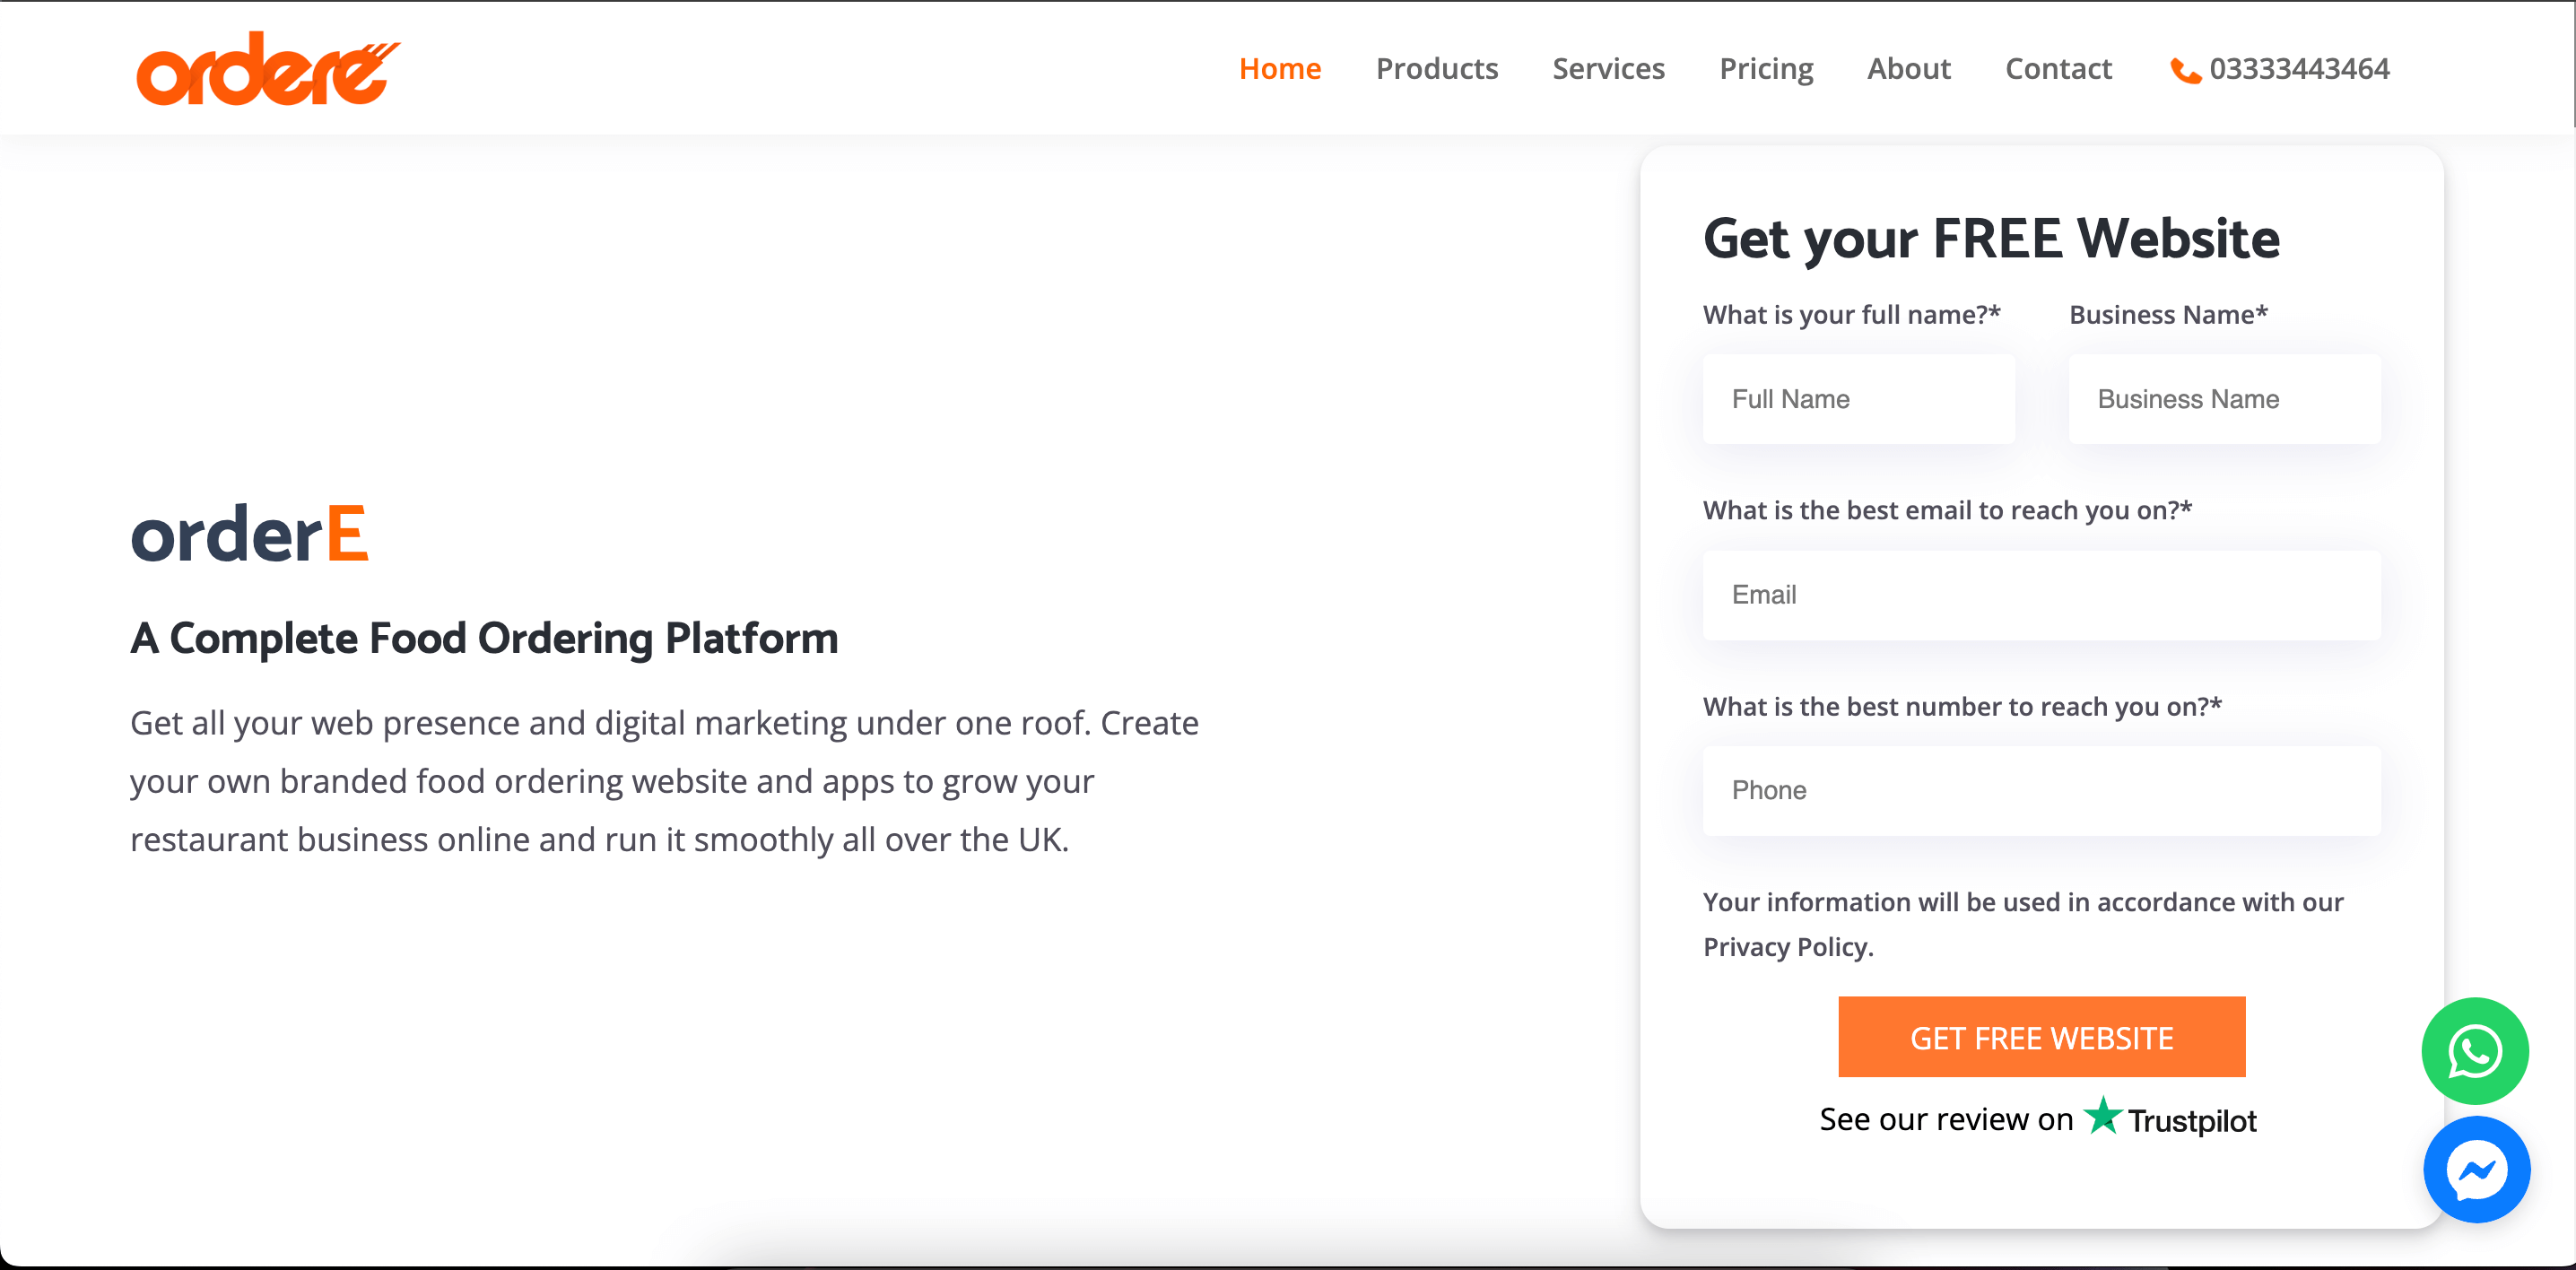 ordere
Home Products Services Pricing About Contact 03333443464
orderE
A Complete Food Ordering Platform
Get all your web presence and digital marketing under one roof. Create
your own branded food ordering website and apps to grow your
restaurant business online and run it smoothly all over the UK.
Get your FREE Website
What is your full name?* Business Name*
Full Name Business Name
What is the best email to reach you on?*
Email
What is the best number to reach you on?*
Phone
Your information will be used in accordance with our
Privacy Policy.
GET FREE WEBSITE
See our review on Trustpilot